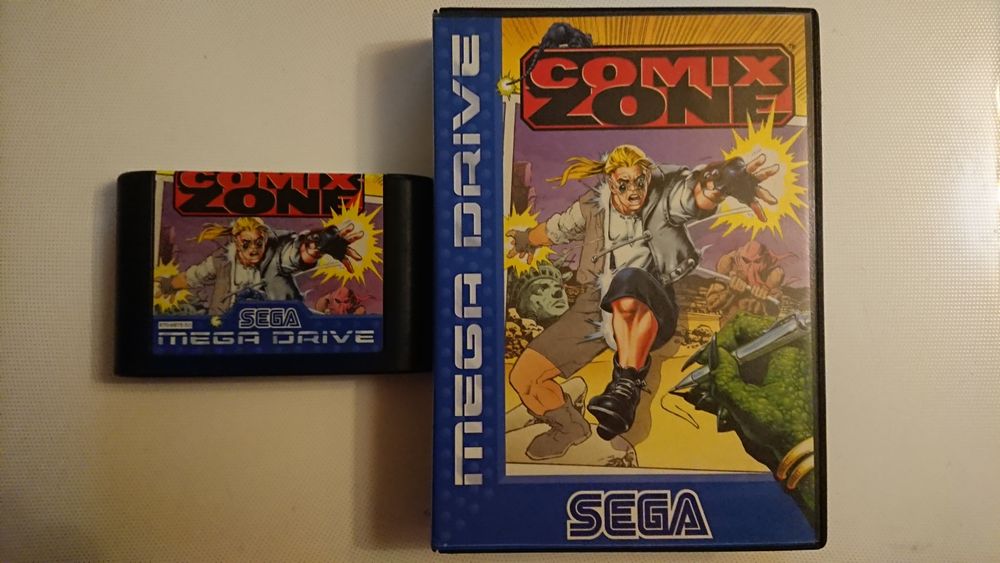 COMIX
ZONE
SEGA
MEGA DRIVE
MEGA DRIVE
COMIX
ZONE
SEGA